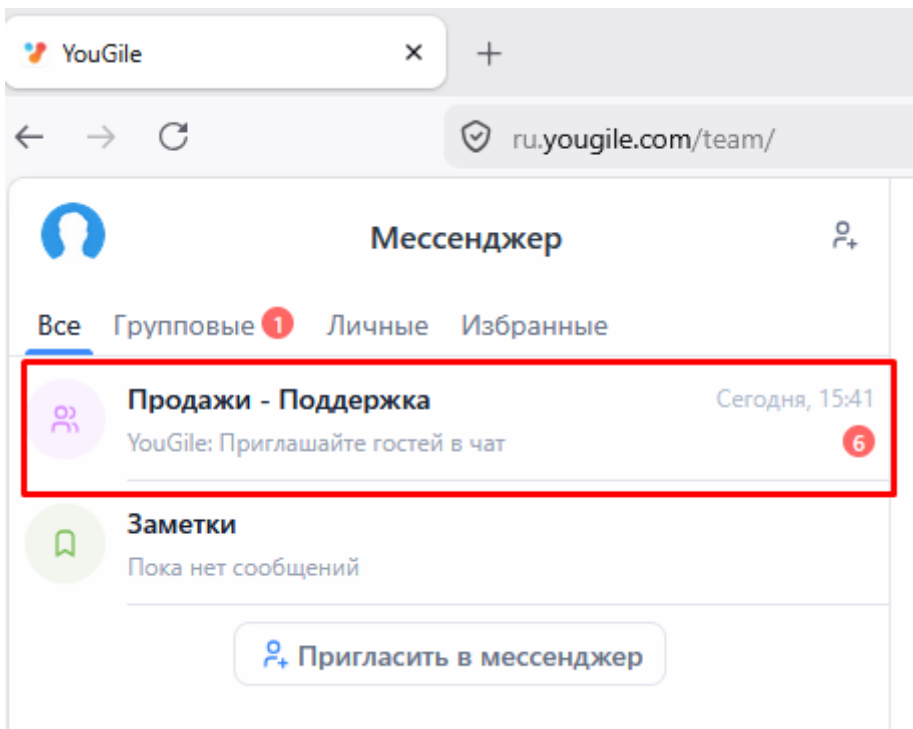 YouGile
ru.yougile.com/team/
Мессенджер
Все Групповые 1 Личные Избранные
Продажи - Поддержка Сегодня, 15:41
YouGile: Приглашайте гостей в чат 6
Заметки
Пока нет сообщений
Пригласить в мессенджер